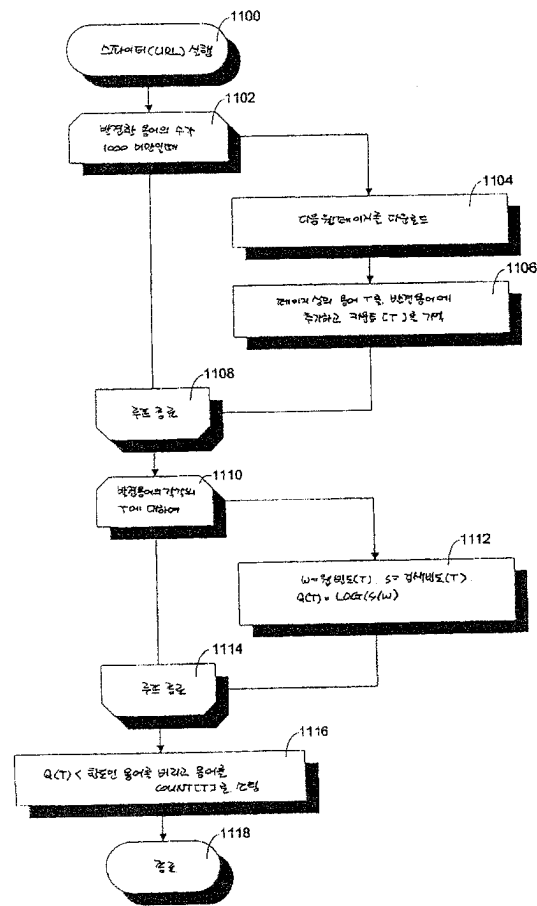 1100
스파이더(URL) 실행
1102
발견한 용어의 수가
1000 미만인때
1104
다음 웹페이지를 다운로드
1106
페이지상의 용어 T를 발견용어에
추가하고 카운트 [T]를 기억
1108
루프 종료
1110
발견용어의 각각의
T에 대하여
1112
W=웹빈도(T). S=검색빈도(T).
Q(T)=LOG(S/W)
1114
루프 종료
1116
Q(T)<한도인 용어를 버리고 용어를
COUNT[T]로 소팅
1118
종료